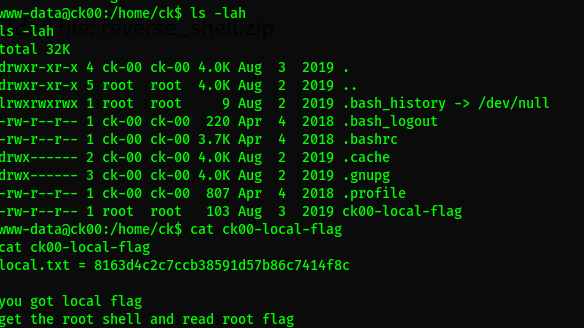 www-data@ck00:/home/ck$ ls -lah
ls -lah
total 32K
drwxr-xr-x 4 ck-00 ck-00 4.0K Aug  3  2019 .
drwxr-xr-x 5 root  root  4.0K Aug  2  2019 ..
lrwxrwxrwx 1 root  root     9 Aug  2  2019 .bash_history -> /dev/null
-rw-r--r-- 1 ck-00 ck-00  220 Apr  4  2018 .bash_logout
-rw-r--r-- 1 ck-00 ck-00 3.7K Apr  4  2018 .bashrc
drwx------ 2 ck-00 ck-00 4.0K Aug  2  2019 .cache
drwx------ 3 ck-00 ck-00 4.0K Aug  2  2019 .gnupg
-rw-r--r-- 1 ck-00 ck-00  807 Apr  4  2018 .profile
-rw-r--r-- 1 root  root   103 Aug  3  2019 ck00-local-flag
www-data@ck00:/home/ck$ cat ck00-local-flag
cat ck00-local-flag
local.txt = 8163d4c2c7ccb38591d57b86c7414f8c
you got local flag
get the root shell and read root flag